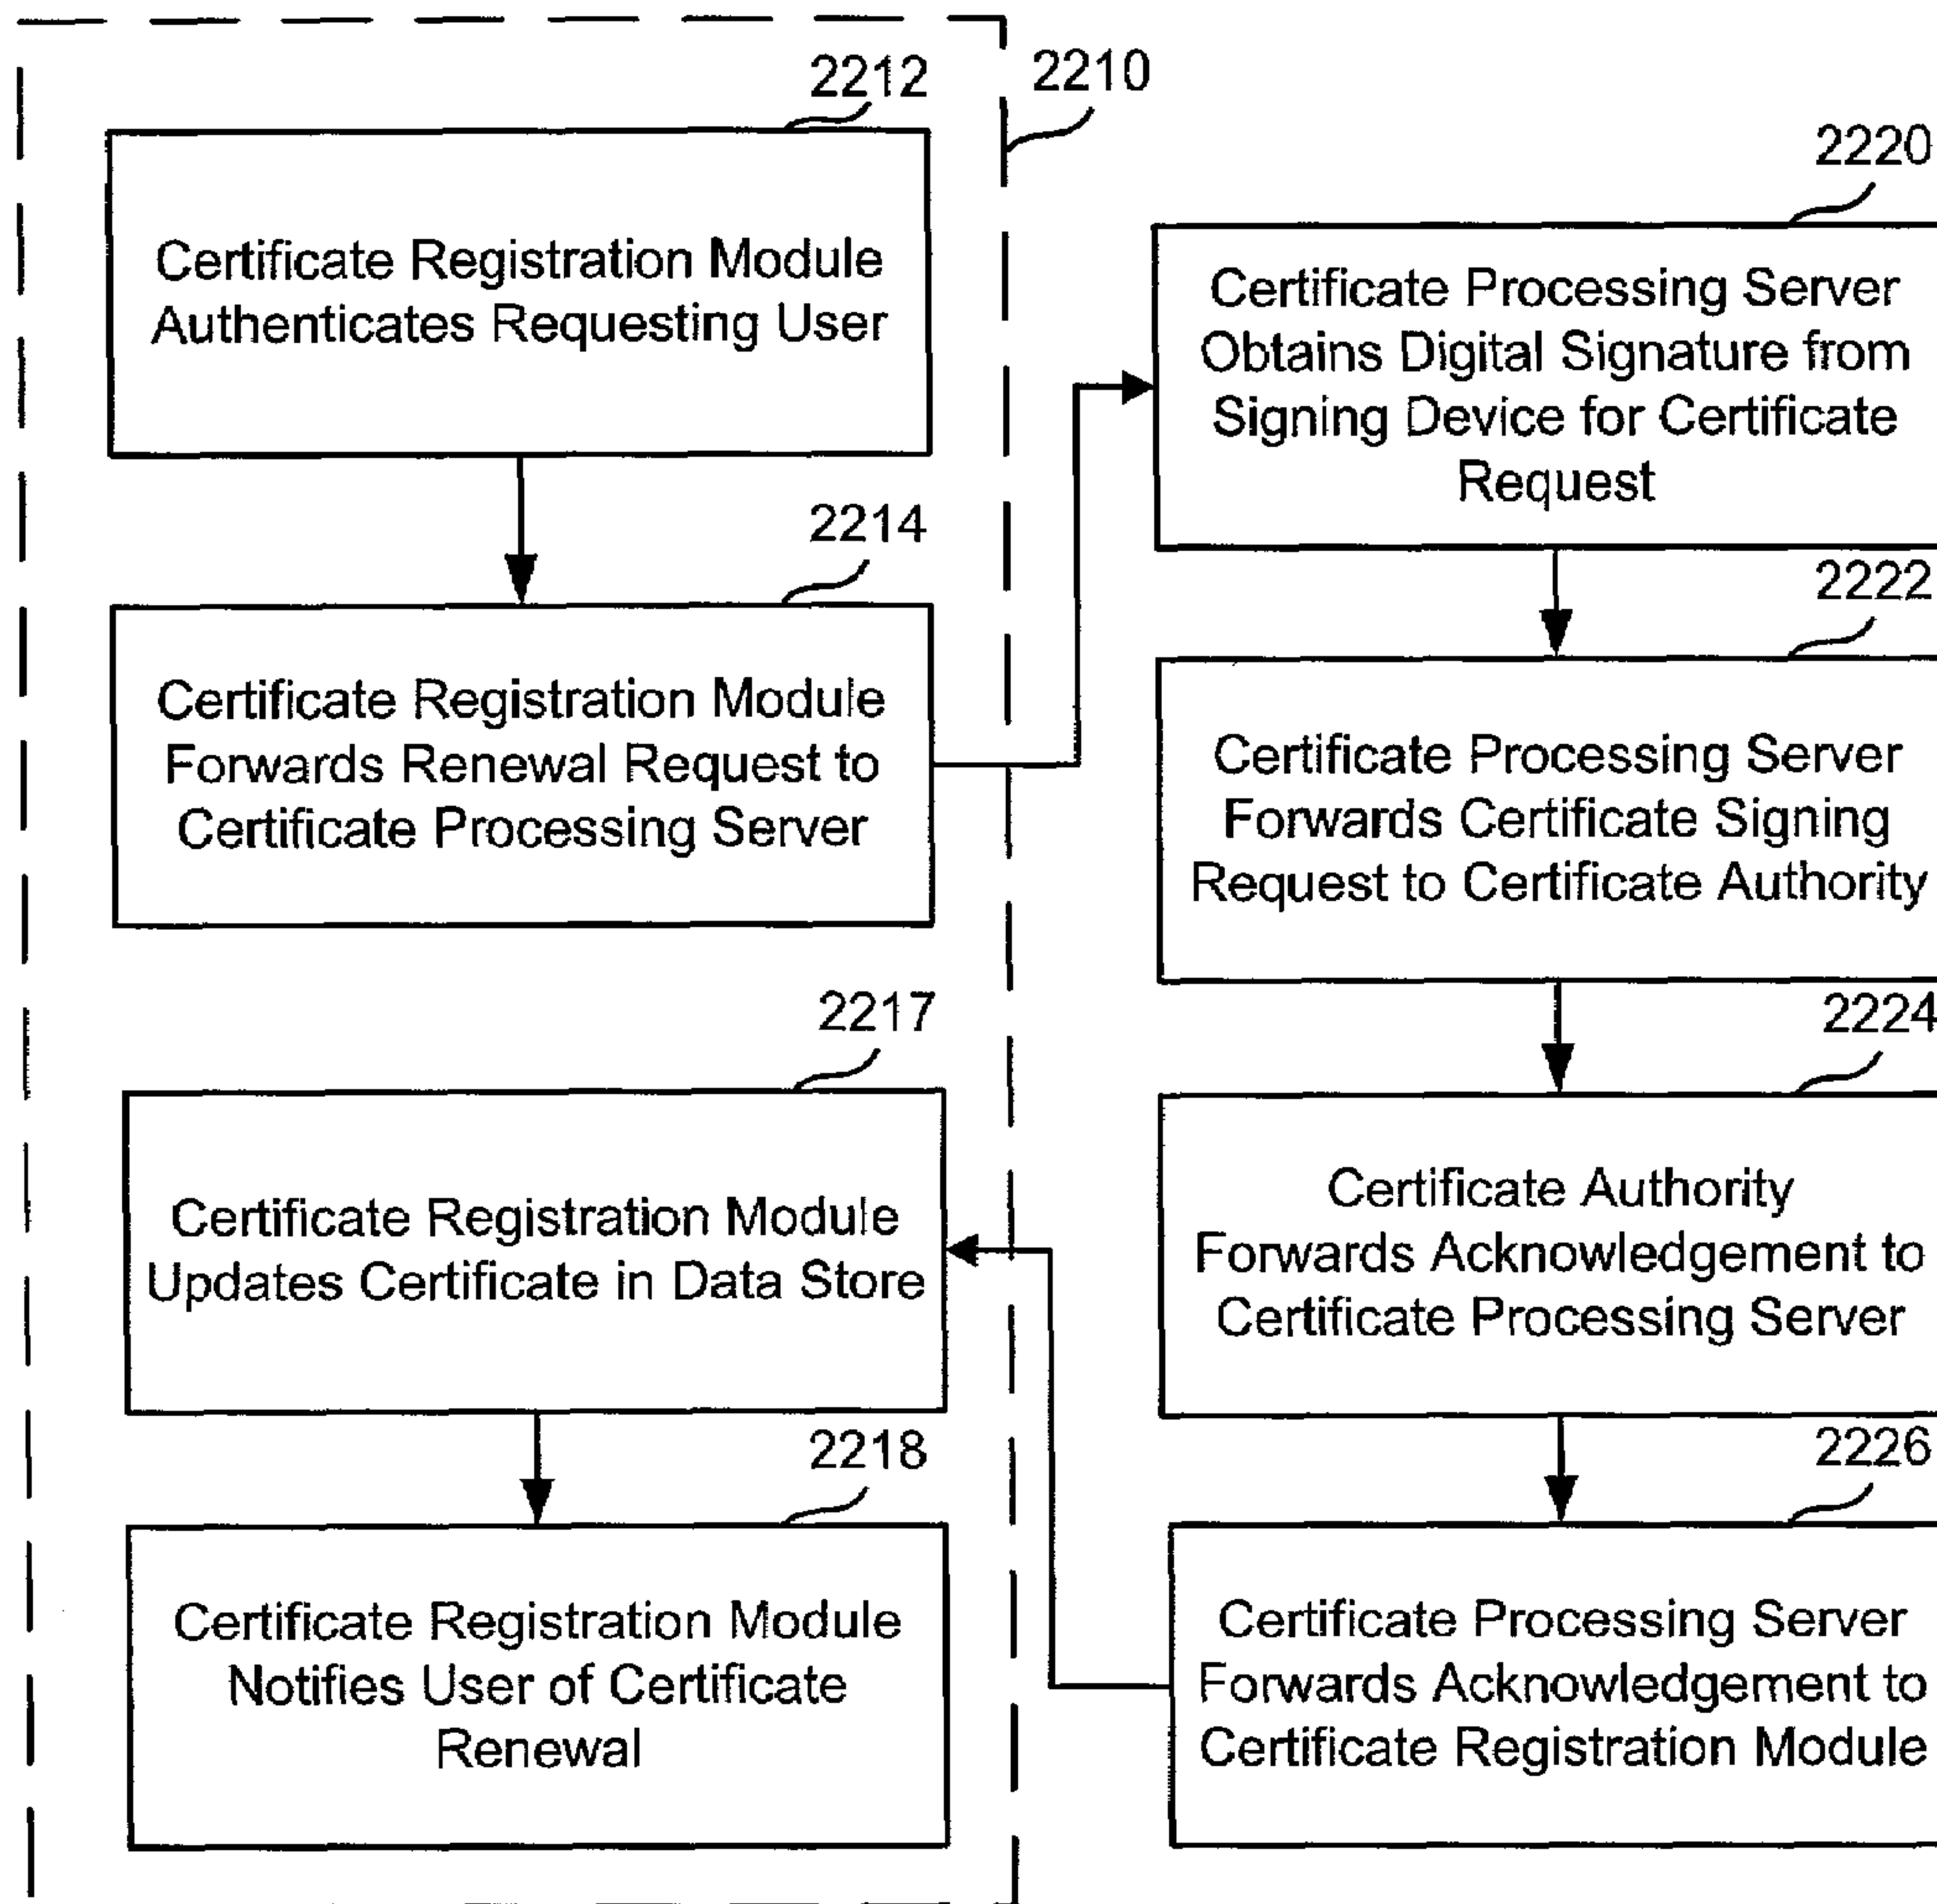 2212
2210
Certificate Registration Module
Authenticates Requesting User
2214
Certificate Registration Module
Forwards Renewal Request to
Certificate Processing Server
2217
Certificate Registration Module
Updates Certificate in Data Store
2218
Certificate Registration Module
Notifies User of Certificate
Renewal
2220
Certificate Processing Server
Obtains Digital Signature from
Signing Device for Certificate
Request
2222
Certificate Processing Server
Forwards Certificate Signing
Request to Certificate Authority
2224
Certificate Authority
Forwards Acknowledgement to
Certificate Processing Server
2226
Certificate Processing Server
Forwards Acknowledgement to
Certificate Registration Module